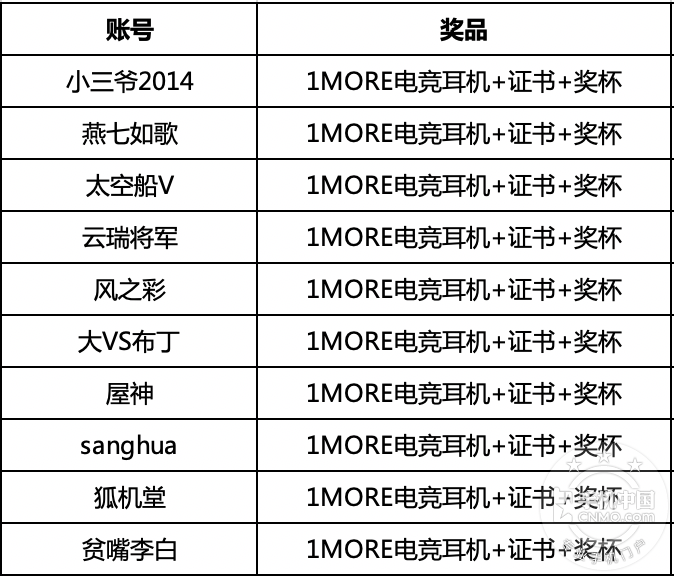 账号 奖品
小三爷2014 1MORE电竞耳机+证书+奖杯
燕七如歌 1MORE电竞耳机+证书+奖杯
太空船V 1MORE电竞耳机+证书+奖杯
云瑞将军 1MORE电竞耳机+证书+奖杯
风之彩 1MORE电竞耳机+证书+奖杯
大VS布丁 1MORE电竞耳机+证书+奖杯
屋神 1MORE电竞耳机+证书+奖杯
sanghua 1MORE电竞耳机+证书+奖杯
狐机堂 1MORE电竞耳机+证书+奖杯
贫嘴李白 1MORE电竞耳机+证书+奖杯
手机中国
CNMO.com